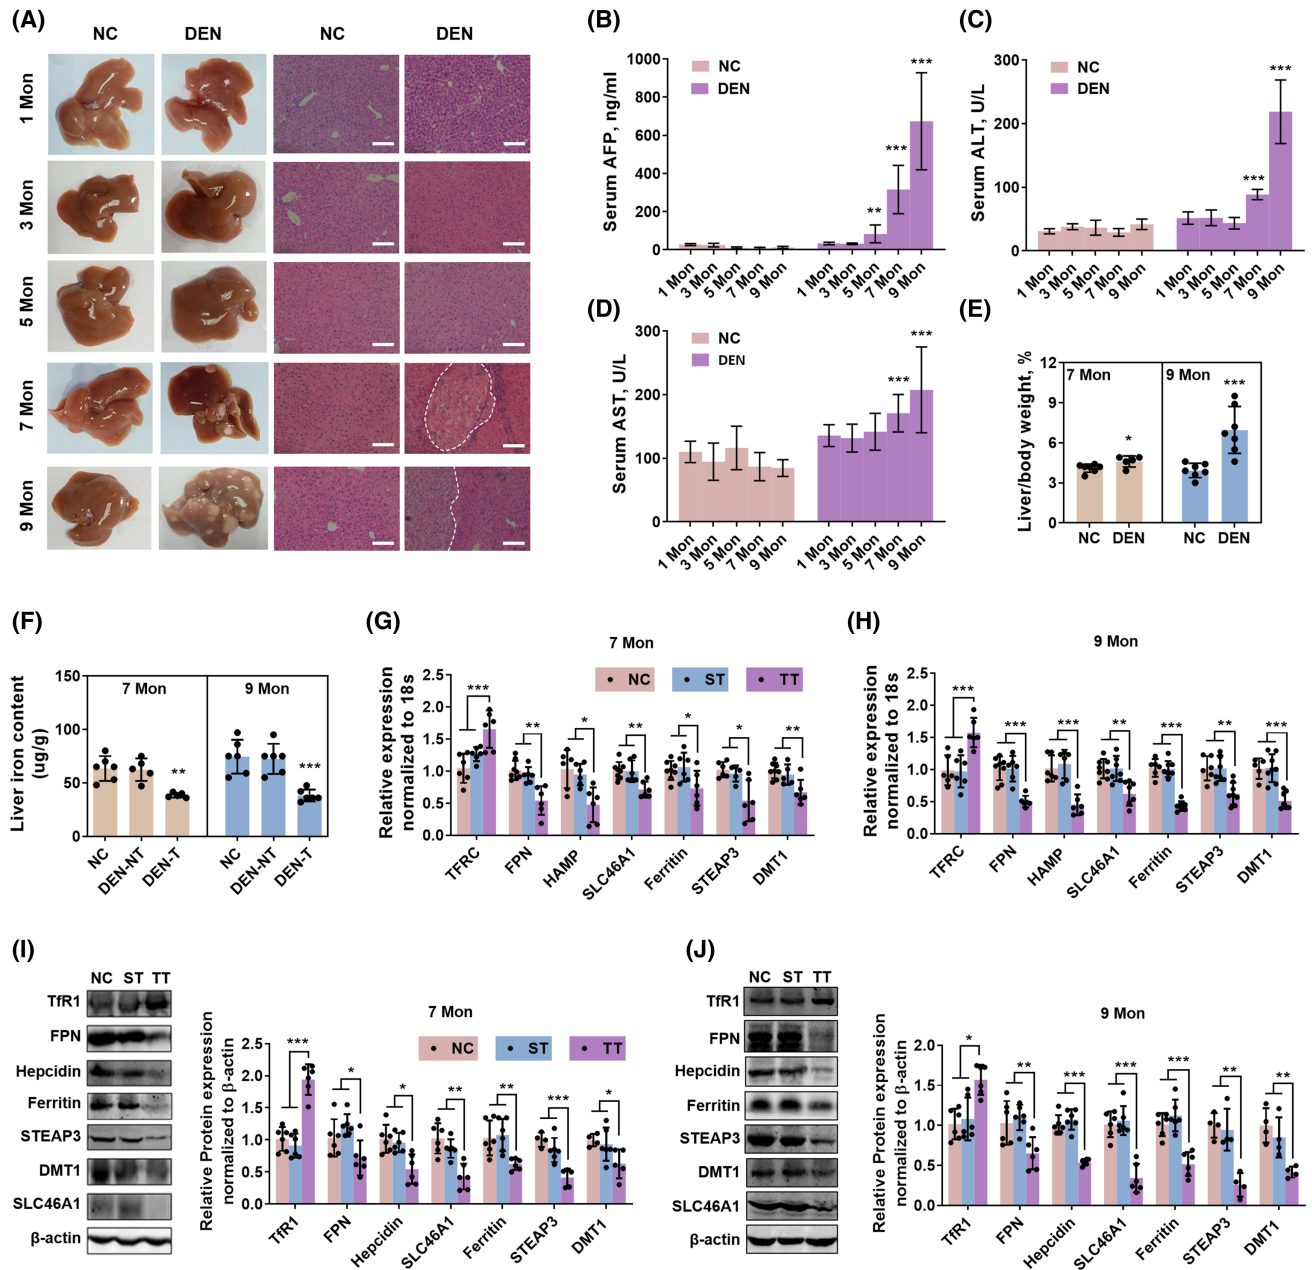 (A)
NC DEN NC DEN
1 Mon
3 Mon
5 Mon
7 Mon
9 Mon
(B)
Serum AFP, ng/ml
1000
800
600
400
200
0
NC
DEN
** *** ***
1 Mon 3 Mon 5 Mon 7 Mon 9 Mon 1 Mon 3 Mon 5 Mon 7 Mon 9 Mon
(C)
Serum ALT, U/L
300
200
100
0
NC
DEN
*** ***
1 Mon 3 Mon 5 Mon 7 Mon 9 Mon 1 Mon 3 Mon 5 Mon 7 Mon 9 Mon
(D)
Serum AST, U/L
300
200
100
0
NC
DEN
*** ***
1 Mon 3 Mon 5 Mon 7 Mon 9 Mon 1 Mon 3 Mon 5 Mon 7 Mon 9 Mon
(E)
Liver/body weight, %
12
9
6
3
0
7 Mon 9 Mon
* ***
NC DEN NC DEN
(F)
Liver iron content
(ug/g)
150
100
50
0
7 Mon 9 Mon
** ***
NC DEN-NT DEN-T NC DEN-NT DEN-T
(G)
7 Mon
Relative expression
normalized to 18s
2.5
2.0
1.5
1.0
0.5
0.0
NC ST TT
*** ** * ** * * **
TFRC FPN HAMP SLC46A1 Ferritin STEAP3 DMT1
(H)
9 Mon
Relative expression
normalized to 18s
2.5
2.0
1.5
1.0
0.5
0.0
*** *** *** ** *** ** ***
TFRC FPN HAMP SLC46A1 Ferritin STEAP3 DMT1
(I)
NC ST TT
TfR1
FPN
Hepcidin
Ferritin
STEAP3
DMT1
SLC46A1
β-actin
7 Mon
Relative Protein expression
normalized to β-actin
2.5
2.0
1.5
1.0
0.5
0.0
NC ST TT
*** * * ** ** *** *
TfR1 FPN Hepcidin SLC46A1 Ferritin STEAP3 DMT1
(J)
NC ST TT
TfR1
FPN
Hepcidin
Ferritin
STEAP3
DMT1
SLC46A1
β-actin
9 Mon
Relative Protein expression
normalized to β-actin
2.0
1.5
1.0
0.5
0.0
* ** *** *** *** ** **
TfR1 FPN Hepcidin SLC46A1 Ferritin STEAP3 DMT1